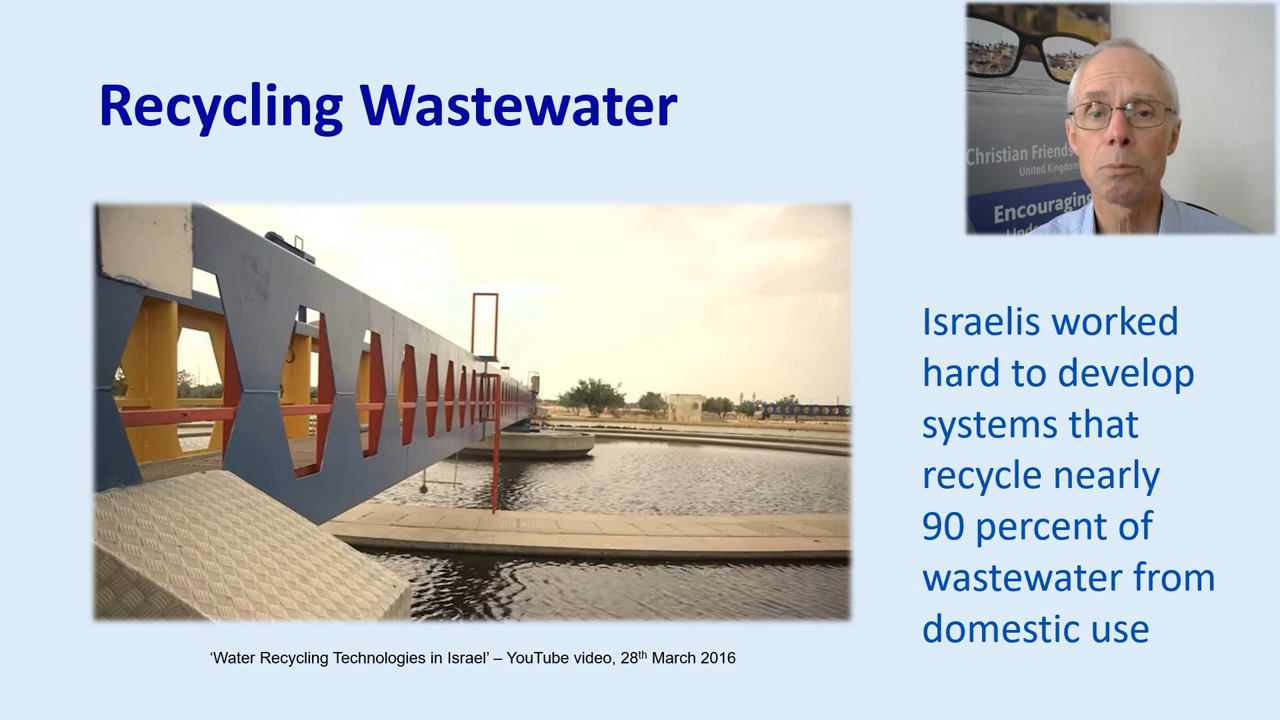 Recycling Wastewater
Christian Friends
United Kingdom
Encouraging
Israelis worked
hard to develop
systems that
recycle nearly
90 percent of
wastewater from
domestic use
‘Water Recycling Technologies in Israel’ – YouTube video, 28th March 2016